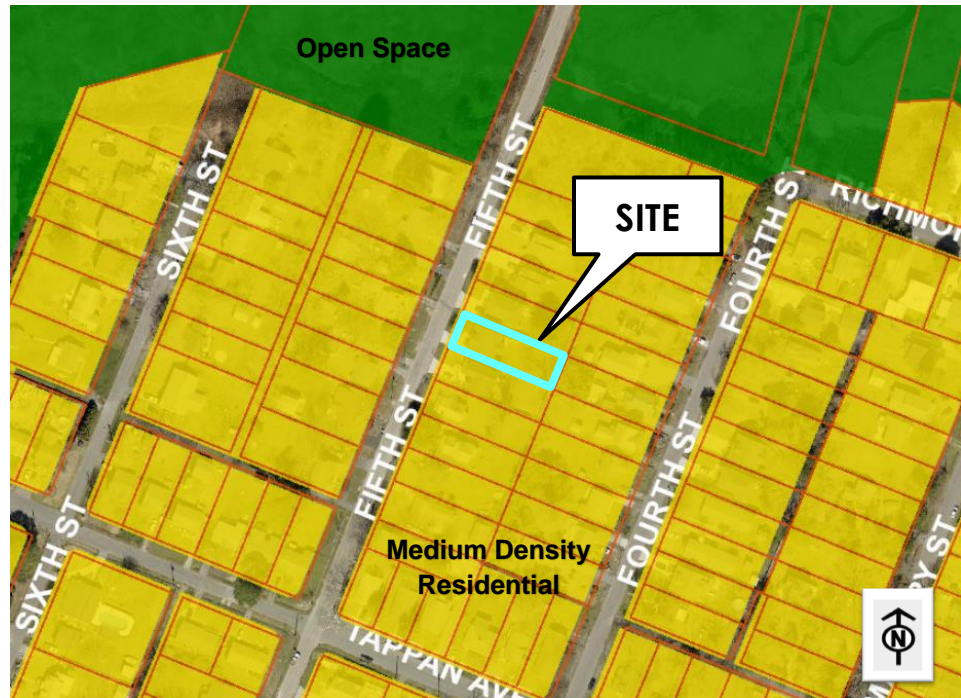 Open Space
SIXTH ST
FIFTH ST
SITE
FOURTH ST
FIFTH ST
FOURTH ST
SIXTH ST
Medium Density
Residential
TAPPAN AV
N